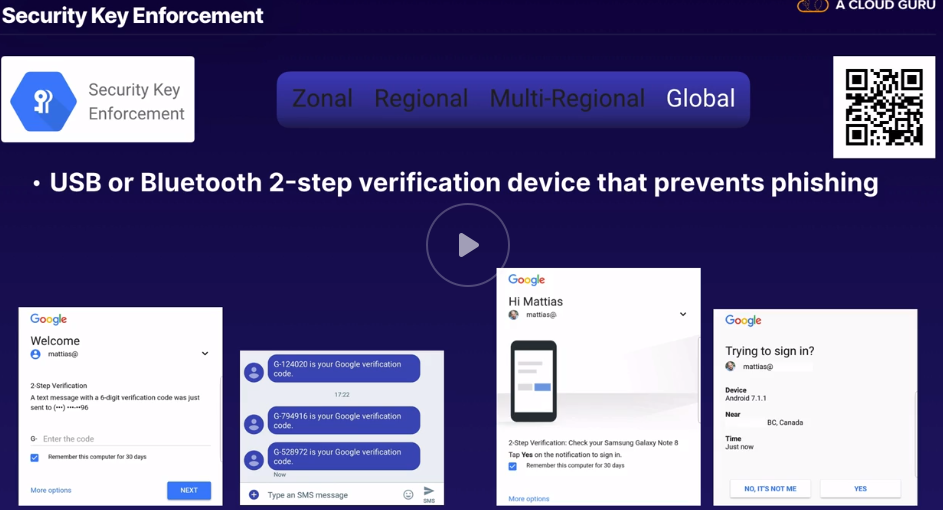 Security Key Enforcement
A CLOUD GURU
Security Key
Enforcement
Zonal Regional Multi-Regional Global
• USB or Bluetooth 2-step verification device that prevents phishing
Google
Welcome
mattias@
2-Step Verification
A text message with a 6-digit verification code was just
sent to (•••) •••-••96
G- Enter the code
Remember this computer for 30 days
More options
NEXT
G-124020 is your Google verification
code.
17:22
G-794916 is your Google verification
code.
G-528972 is your Google verification
code.
Now
Type an SMS message
SMS
Google
Hi Mattias
mattias@
2-Step Verification: Check your Samsung Galaxy Note 8
Tap Yes on the notification to sign in.
Remember this computer for 30 days
More options
Google
Trying to sign in?
mattias@
Device
Android 7.1.1
Near
BC, Canada
Time
Just now
NO, IT'S NOT ME
YES